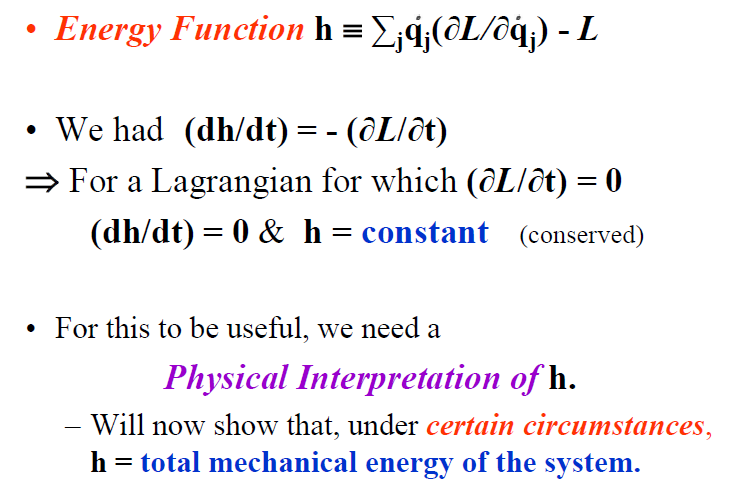 • Energy Function h ≡ ∑ⱼq̇ⱼ(∂L/∂q̇ⱼ) - L
• We had (dh/dt) = - (∂L/∂t)
⇒ For a Lagrangian for which (∂L/∂t) = 0
(dh/dt) = 0 & h = constant (conserved)
• For this to be useful, we need a
Physical Interpretation of h.
– Will now show that, under certain circumstances,
h = total mechanical energy of the system.